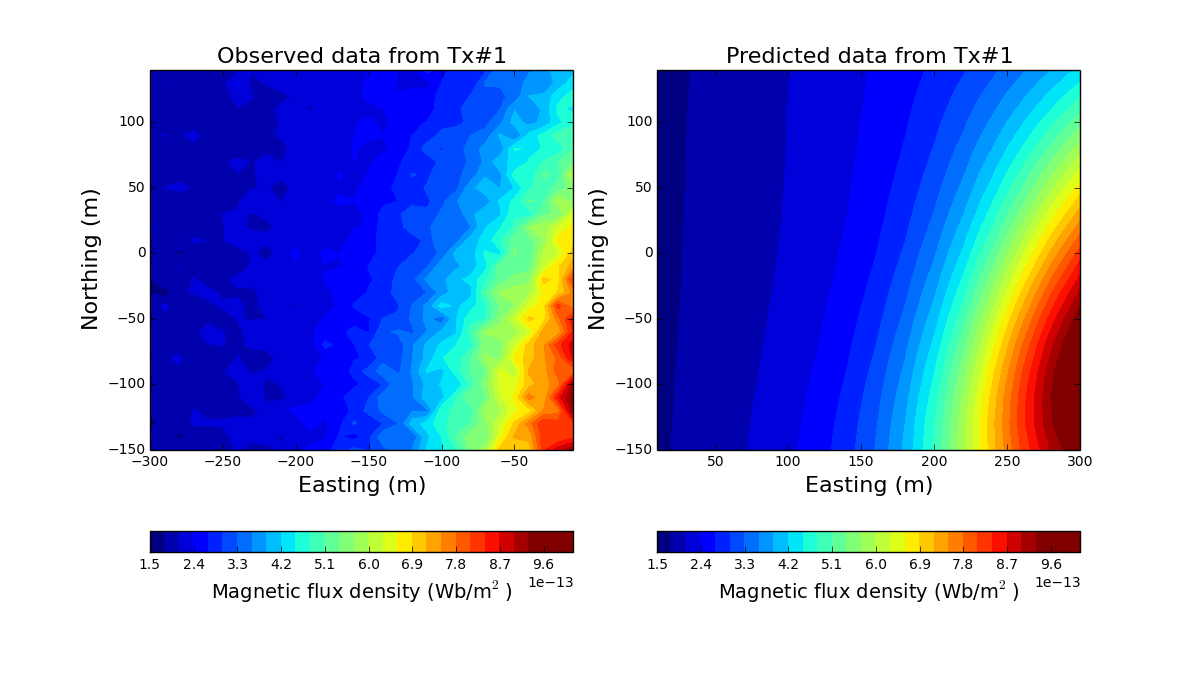 Observed data from Tx#1
Predicted data from Tx#1
Northing (m)
100
50
0
−50
−100
−150
−300 −250 −200 −150 −100 −50
Easting (m)
Northing (m)
100
50
0
−50
−100
−150
50 100 150 200 250 300
Easting (m)
1.5 2.4 3.3 4.2 5.1 6.0 6.9 7.8 8.7 9.6
1e−13
Magnetic flux density (Wb/m² )
1.5 2.4 3.3 4.2 5.1 6.0 6.9 7.8 8.7 9.6
1e−13
Magnetic flux density (Wb/m² )